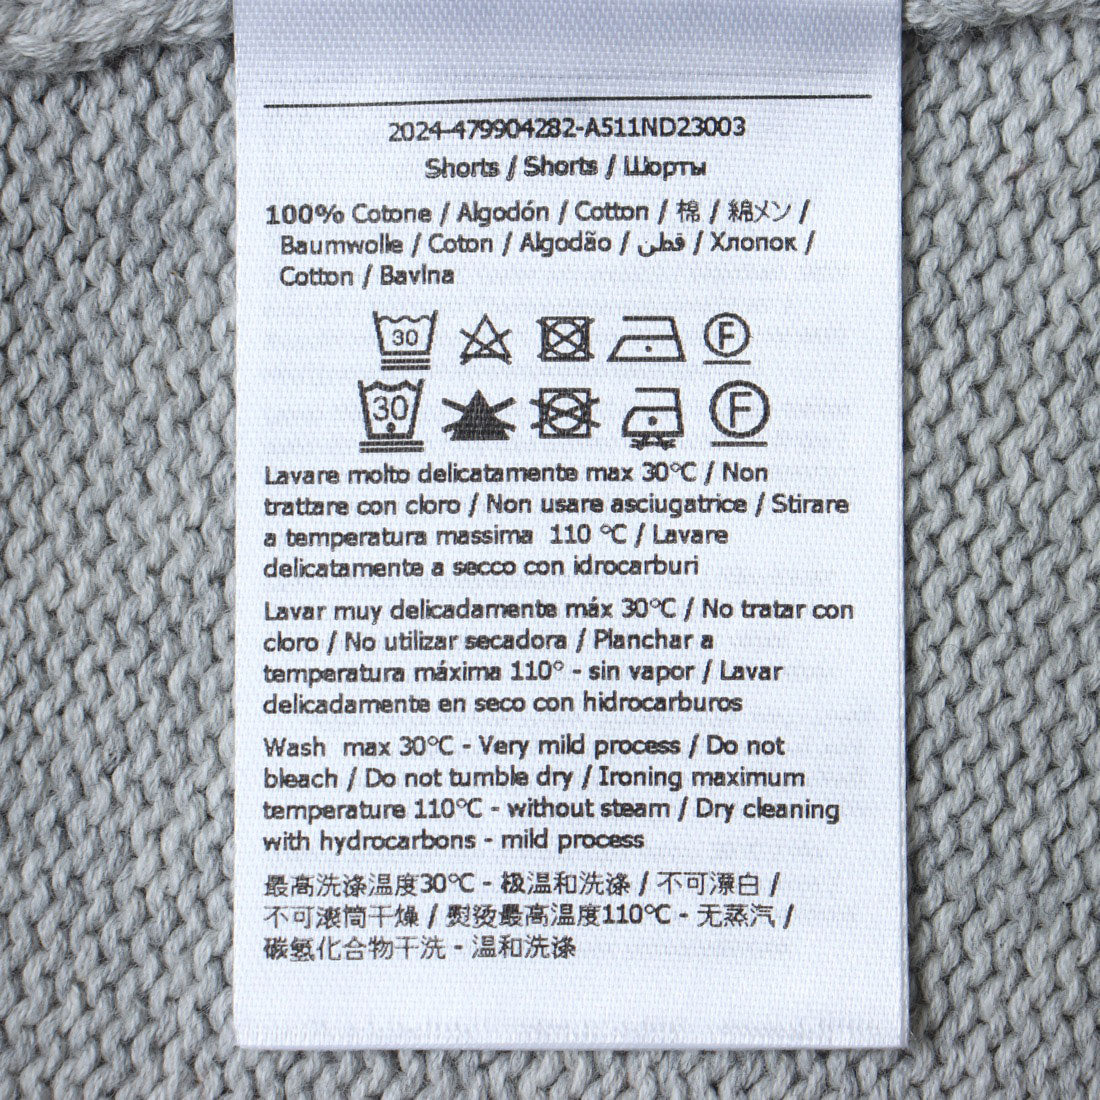 2024-479904282-A511ND23003
Shorts / Shorts / Шорты
100% Cotone / Algodón / Cotton / 棉 / 綿メン /
Baumwolle / Coton / Algodão / قطن / Хлопок /
Cotton / Bavlna
30 F
30 F
Lavare molto delicatamente max 30°C / Non
trattare con cloro / Non usare asciugatrice / Stirare
a temperatura massima 110 °C / Lavare
delicatamente a secco con idrocarburi
Lavar muy delicadamente máx 30°C / No tratar con
cloro / No utilizar secadora / Planchar a
temperatura máxima 110° - sin vapor / Lavar
delicadamente en seco con hidrocarburos
Wash max 30°C - Very mild process / Do not
bleach / Do not tumble dry / Ironing maximum
temperature 110°C - without steam / Dry cleaning
with hydrocarbons - mild process
最高洗涤温度30°C - 极温和洗涤 / 不可漂白 /
不可滚筒干燥 / 熨烫最高温度110°C - 无蒸汽 /
碳氢化合物干洗 - 温和洗涤